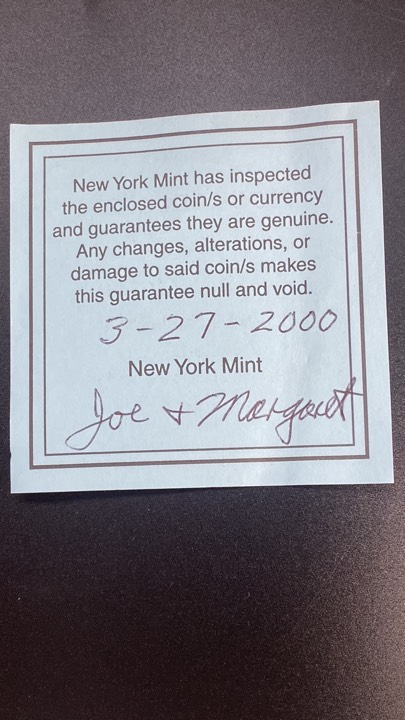 New York Mint has inspected
the enclosed coin/s or currency
and guarantees they are genuine.
Any changes, alterations, or
damage to said coin/s makes
this guarantee null and void.
3-27-2000
New York Mint
Joe + Margaret